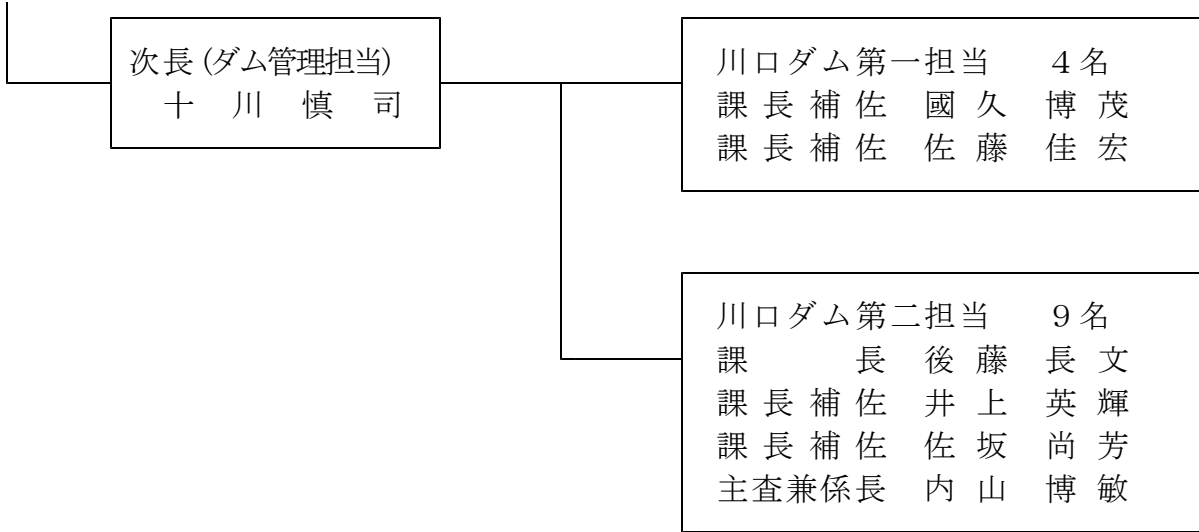 次長(ダム管理担当)
十川慎司
川口ダム第一担当 4名
課長補佐 國久博茂
課長補佐 佐藤佳宏
川口ダム第二担当 9名
課長 後藤長文
課長補佐 井上英輝
課長補佐 佐坂尚芳
主査兼係長 内山博敏